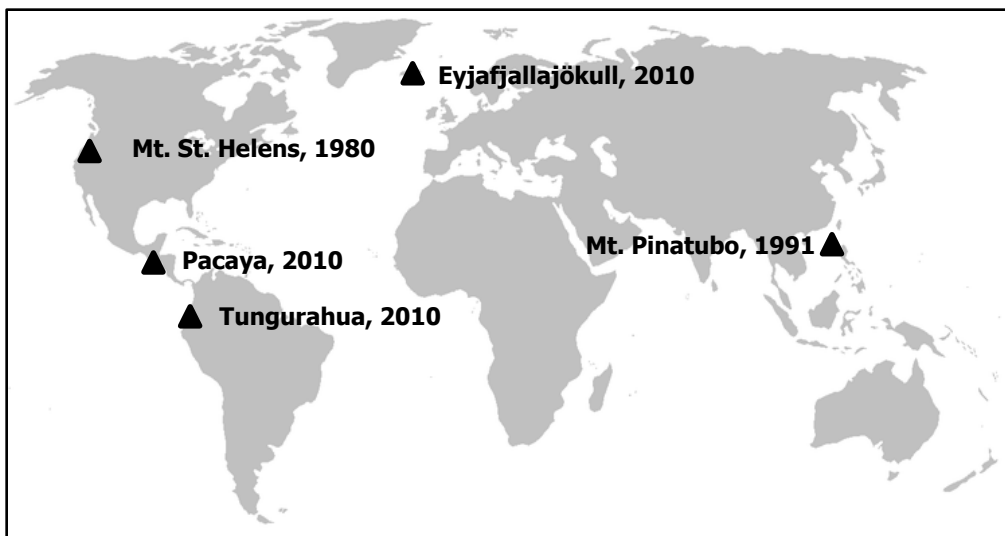 Eyjafjallajökull, 2010
Mt. St. Helens, 1980
Mt. Pinatubo, 1991
Pacaya, 2010
Tungurahua, 2010